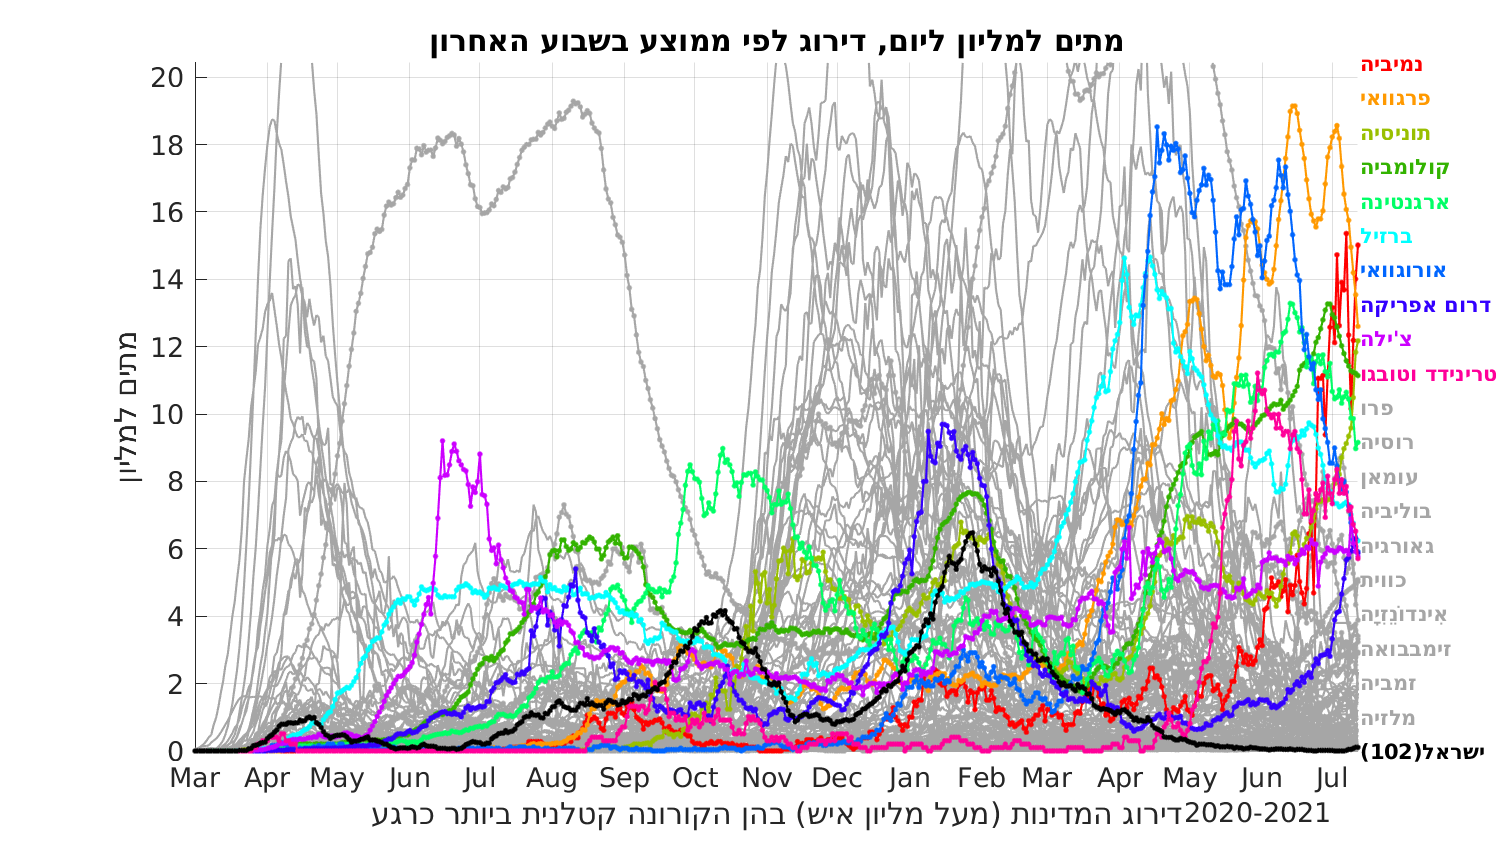 מתים למליון ליום, דירוג לפי ממוצע בשבוע האחרון
מתים למליון
20
18
16
14
12
10
8
6
4
2
0
Mar Apr May Jun Jul Aug Sep Oct Nov Dec Jan Feb Mar Apr May Jun Jul
דירוג המדינות (מעל מליון איש) בהן הקורונה קטלנית ביותר כרגע 2020-2021
נמיביה
פרגוואי
תוניסיה
קולומביה
ארגנטינה
ברזיל
אורוגוואי
דרום אפריקה
צ'ילה
טרינידד וטובגו
פרו
רוסיה
עומאן
בוליביה
גאורגיה
כווית
אִינדוֹנֵזִיָה
זימבבואה
זמביה
מלזיה
ישראל(102)